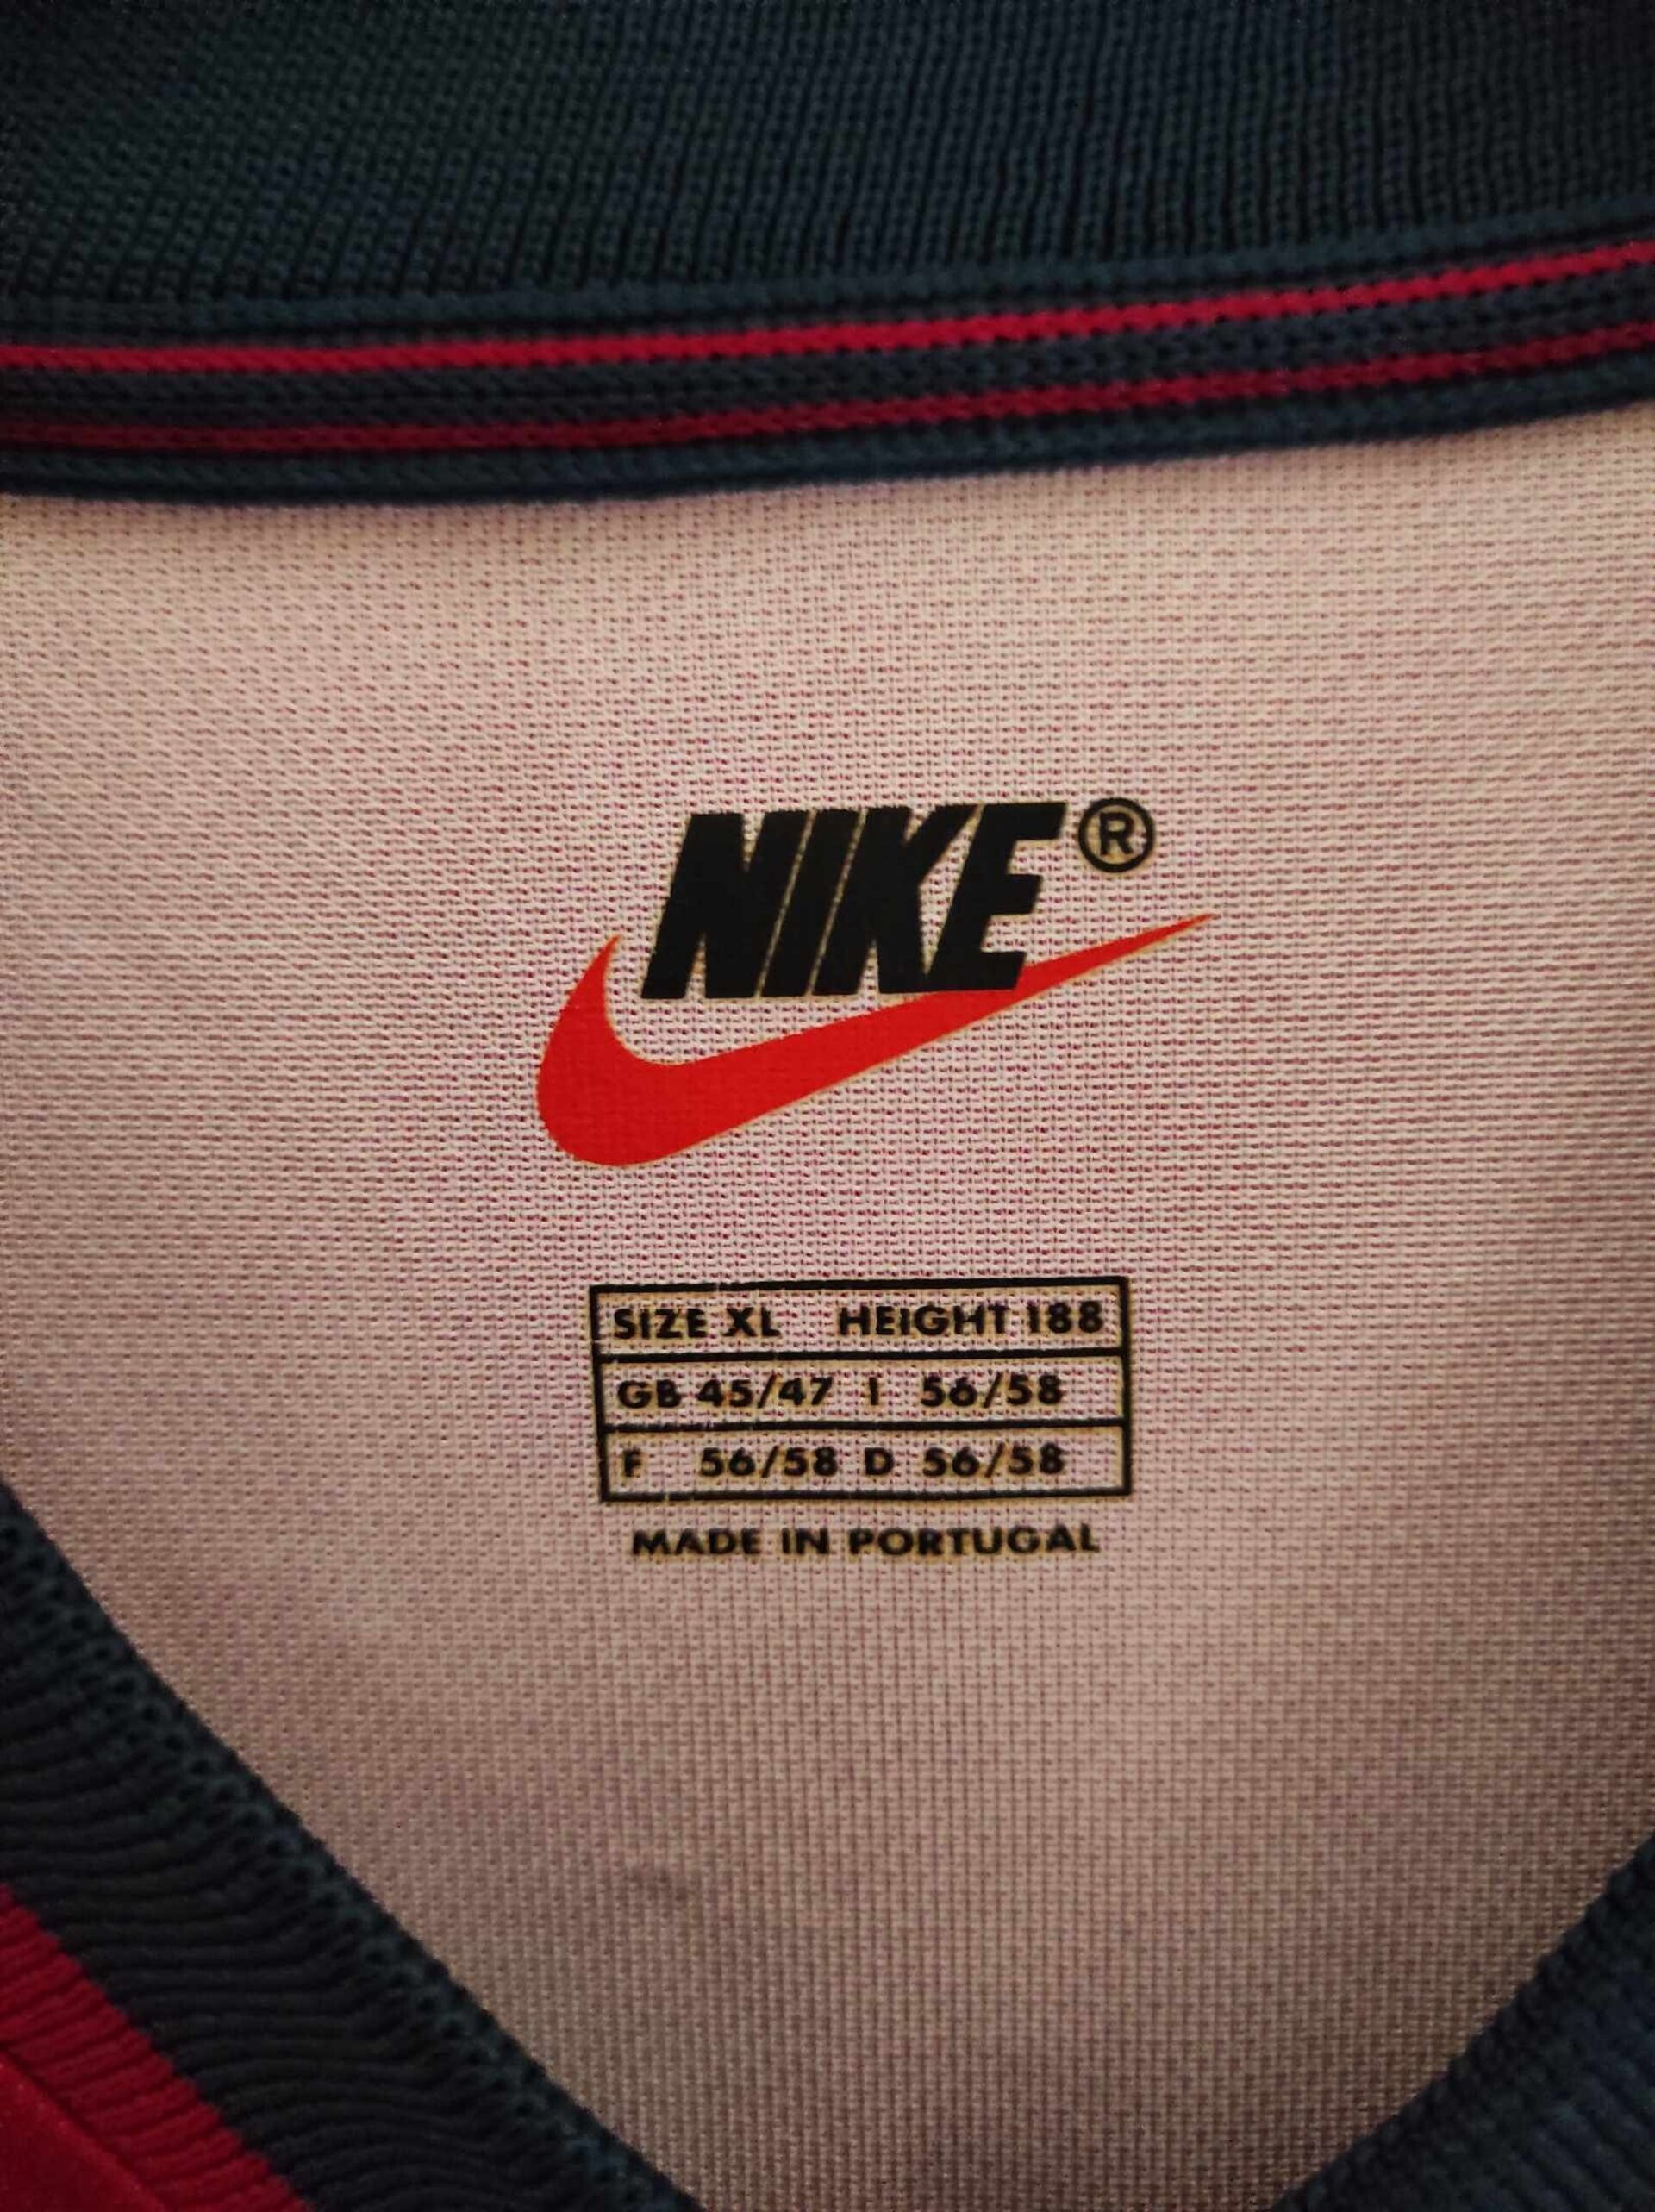 NIKE®
SIZE XL HEIGHT 188
GB 45/47 I 56/58
F 56/58 D 56/58
MADE IN PORTUGAL